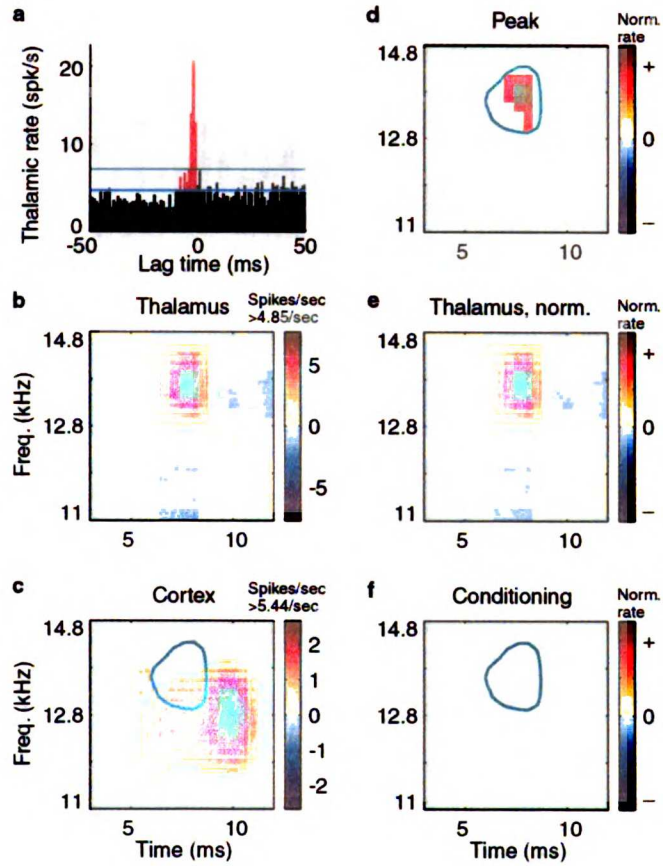 a
Thalamic rate (spk/s)
20
10
0
-50
0
50
Lag time (ms)
d
Peak
Norm.
rate
14.8
12.8
11
5
10
+
0
–
b
Thalamus
Spikes/sec
>4.85/sec
14.8
12.8
11
Freq. (kHz)
5
10
5
0
-5
e
Thalamus, norm.
Norm.
rate
14.8
12.8
11
5
10
+
0
–
c
Cortex
Spikes/sec
>5.44/sec
14.8
12.8
11
Freq. (kHz)
5
10
Time (ms)
2
1
0
-1
-2
f
Conditioning
Norm.
rate
14.8
12.8
11
5
10
Time (ms)
+
0
–